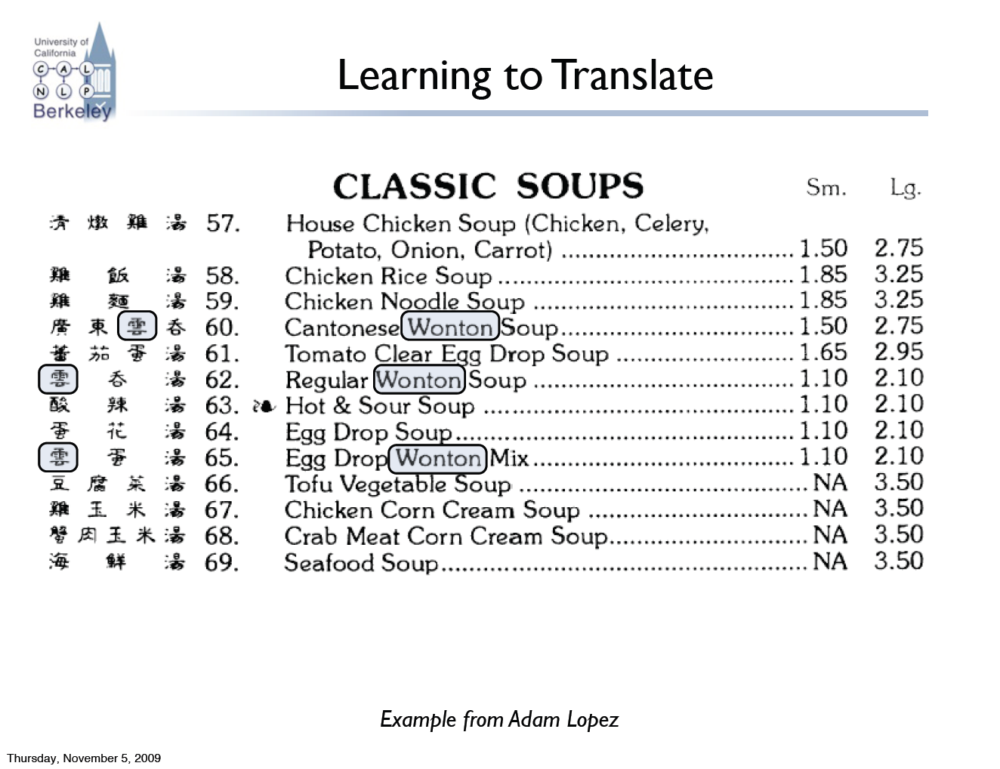 University of
California
C A L
N L P
Berkeley
Learning to Translate
CLASSIC SOUPS Sm. Lg.
清 燉 雞 湯 57. House Chicken Soup (Chicken, Celery,
Potato, Onion, Carrot) ................................. 1.50 2.75
雞 飯 湯 58. Chicken Rice Soup .......................................... 1.85 3.25
雞 麵 湯 59. Chicken Noodle Soup ..................................... 1.85 3.25
廣 東 雲 吞 60. Cantonese Wonton Soup................................. 1.50 2.75
蕃 茄 蛋 湯 61. Tomato Clear Egg Drop Soup ......................... 1.65 2.95
雲 吞 湯 62. Regular Wonton Soup ..................................... 1.10 2.10
酸 辣 湯 63. ❧ Hot & Sour Soup ............................................ 1.10 2.10
蛋 花 湯 64. Egg Drop Soup................................................ 1.10 2.10
雲 蛋 湯 65. Egg Drop Wonton Mix..................................... 1.10 2.10
豆 腐 菜 湯 66. Tofu Vegetable Soup ........................................ NA 3.50
雞 玉 米 湯 67. Chicken Corn Cream Soup ............................... NA 3.50
蟹 肉 玉 米 湯 68. Crab Meat Corn Cream Soup............................ NA 3.50
海 鮮 湯 69. Seafood Soup.................................................... NA 3.50
Example from Adam Lopez
Thursday, November 5, 2009